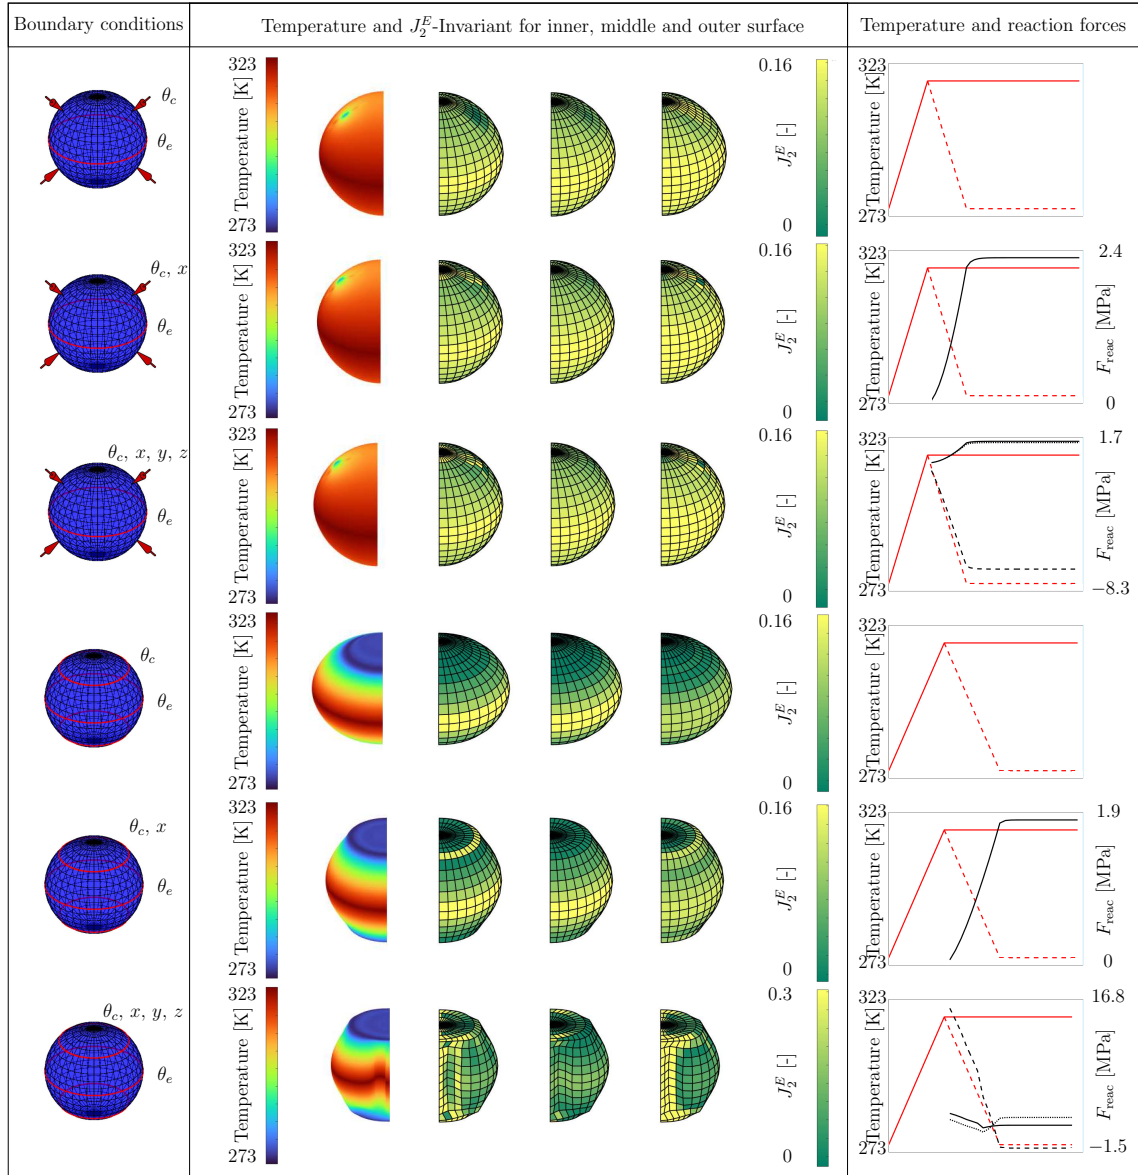 Boundary conditions
Temperature and $J_2^E$-Invariant for inner, middle and outer surface
Temperature and reaction forces
θ_c
θ_e
323
Temperature [K]
273
0.16
J_2^E [-]
0
323
Temperature [K]
273
θ_c, x
θ_e
323
Temperature [K]
273
0.16
J_2^E [-]
0
323
Temperature [K]
273
2.4
F_reac [MPa]
0
θ_c, x, y, z
θ_e
323
Temperature [K]
273
0.16
J_2^E [-]
0
323
Temperature [K]
273
1.7
F_reac [MPa]
−8.3
θ_c
θ_e
323
Temperature [K]
273
0.16
J_2^E [-]
0
323
Temperature [K]
273
θ_c, x
θ_e
323
Temperature [K]
273
0.16
J_2^E [-]
0
323
Temperature [K]
273
1.9
F_reac [MPa]
0
θ_c, x, y, z
θ_e
323
Temperature [K]
273
0.3
J_2^E [-]
0
323
Temperature [K]
273
16.8
F_reac [MPa]
−1.5